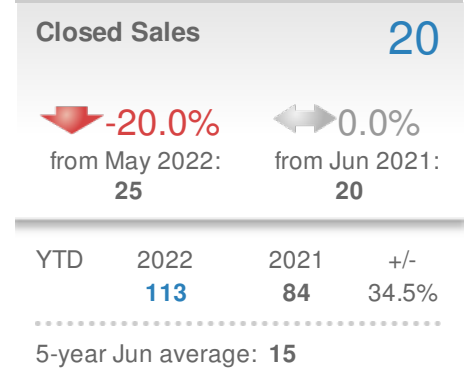 Closed Sales 20
-20.0% 0.0%
from May 2022: from Jun 2021:
25 20
YTD 2022 2021 +/-
113 84 34.5%
5-year Jun average: 15